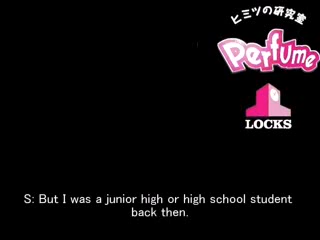 ヒミツの研究室
Perfume
LOCKS
S: But I was a junior high or high school student
back then.